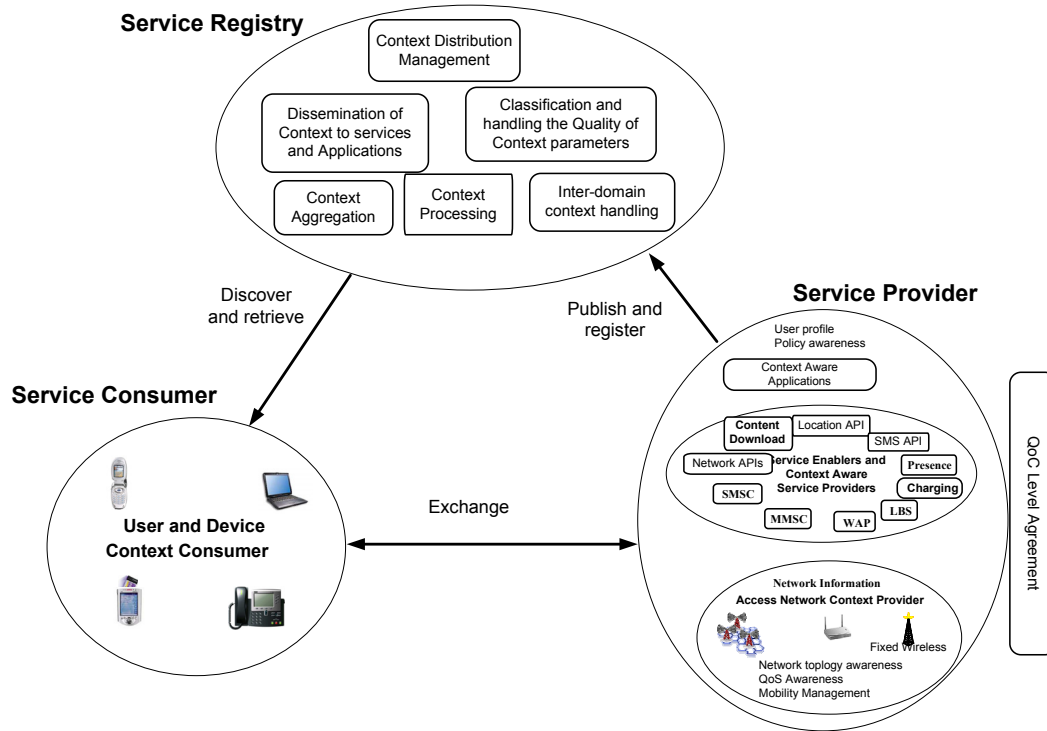 Service Registry
Context Distribution
Management
Dissemination of
Context to services
and Applications
Classification and
handling the Quality of
Context parameters
Context
Aggregation
Context
Processing
Inter-domain
context handling
Discover
and retrieve
Publish and
register
Service Provider
User profile
Policy awareness
Context Aware
Applications
Service Consumer
Content
Download
Location API
SMS API
Network APIs
Service Enablers and
Context Aware
Service Providers
Presence
Charging
SMSC
LBS
MMSC
WAP
QoC Level Agreement
Exchange
User and Device
Context Consumer
Network Information
Access Network Context Provider
Fixed Wireless
Network toplogy awareness
QoS Awareness
Mobility Management